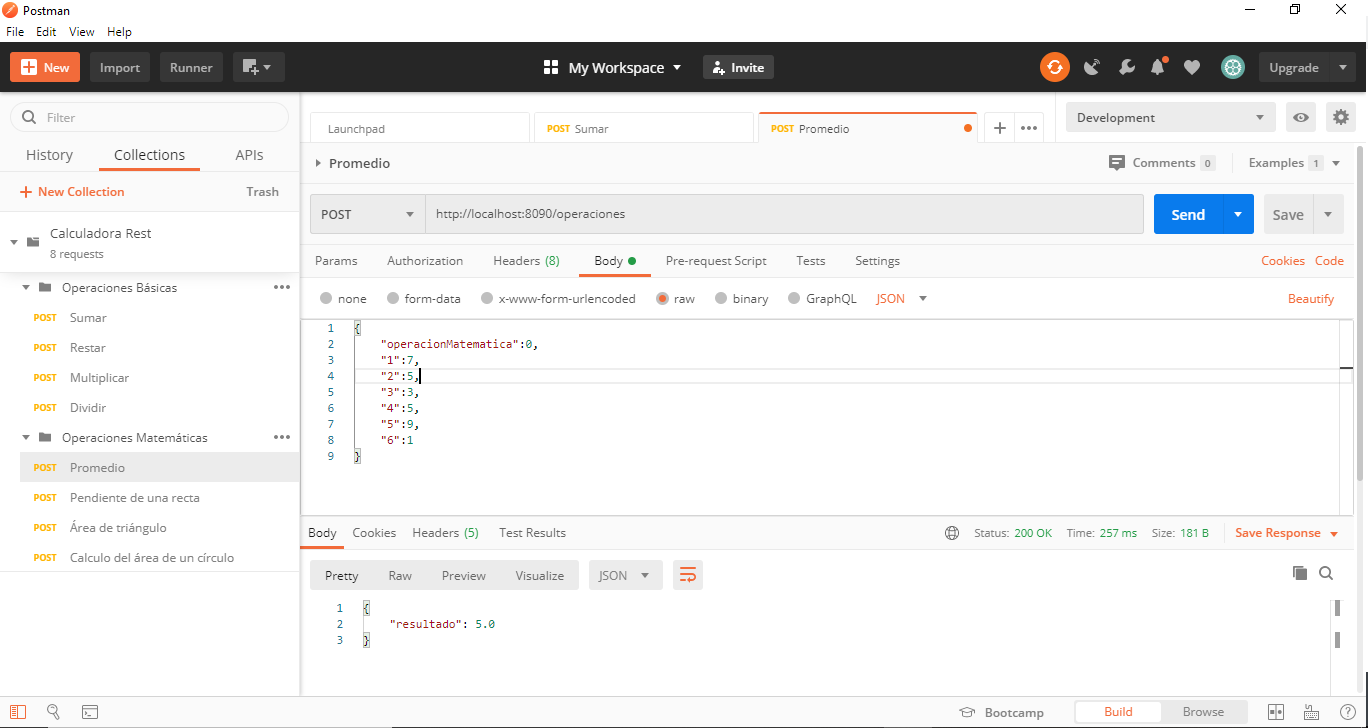 Postman
File Edit View Help
New Import Runner My Workspace Invite Upgrade
Filter
History Collections APIs
New Collection Trash
Calculadora Rest
8 requests
Operaciones Básicas
POST Sumar
POST Restar
POST Multiplicar
POST Dividir
Operaciones Matemáticas
POST Promedio
POST Pendiente de una recta
POST Área de triángulo
POST Calculo del área de un círculo
Launchpad POST Sumar POST Promedio Development
Promedio Comments 0 Examples 1
POST http://localhost:8090/operaciones Send Save
Params Authorization Headers (8) Body Pre-request Script Tests Settings Cookies Code
none form-data x-www-form-urlencoded raw binary GraphQL JSON Beautify
1 {
2 "operacionMatematica":0,
3 "1":7,
4 "2":5,
5 "3":3,
6 "4":5,
7 "5":9,
8 "6":1
9 }
Body Cookies Headers (5) Test Results Status: 200 OK Time: 257 ms Size: 181 B Save Response
Pretty Raw Preview Visualize JSON
1 {
2 "resultado": 5.0
3 }
Bootcamp Build Browse